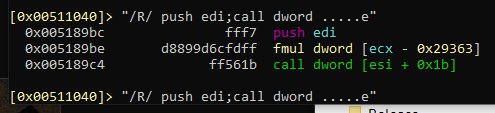 [0x00511040]> "/R/ push edi;call dword .....e"
0x005189bc fff7 push edi
0x005189be d8899d6cfdff fmul dword [ecx - 0x29363]
0x005189c4 ff561b call dword [esi + 0x1b]
[0x00511040]> "/R/ push edi;call dword .....e"